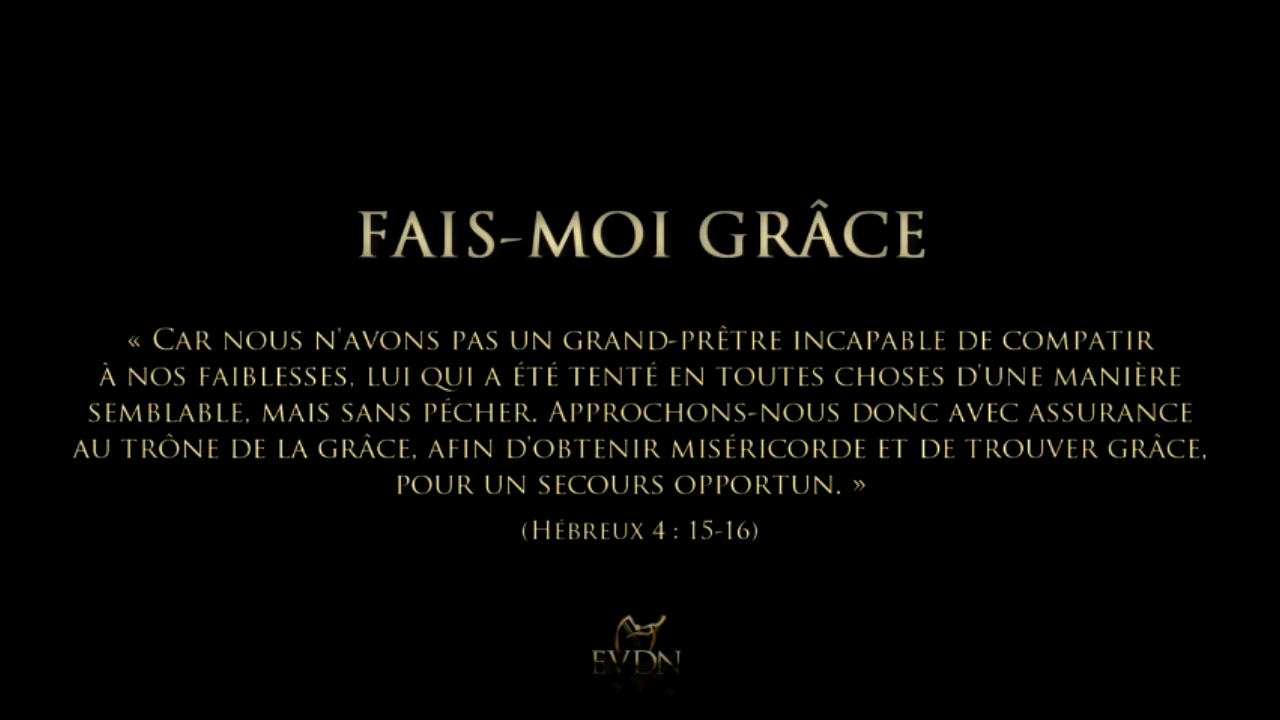 FAIS-MOI GRÂCE
« Car nous n'avons pas un grand-prêtre incapable de compatir
à nos faiblesses, lui qui a été tenté en toutes choses d'une manière
semblable, mais sans pécher. Approchons-nous donc avec assurance
au trône de la grâce, afin d'obtenir miséricorde et de trouver grâce,
pour un secours opportun. »
(Hébreux 4 : 15-16)
EVDN